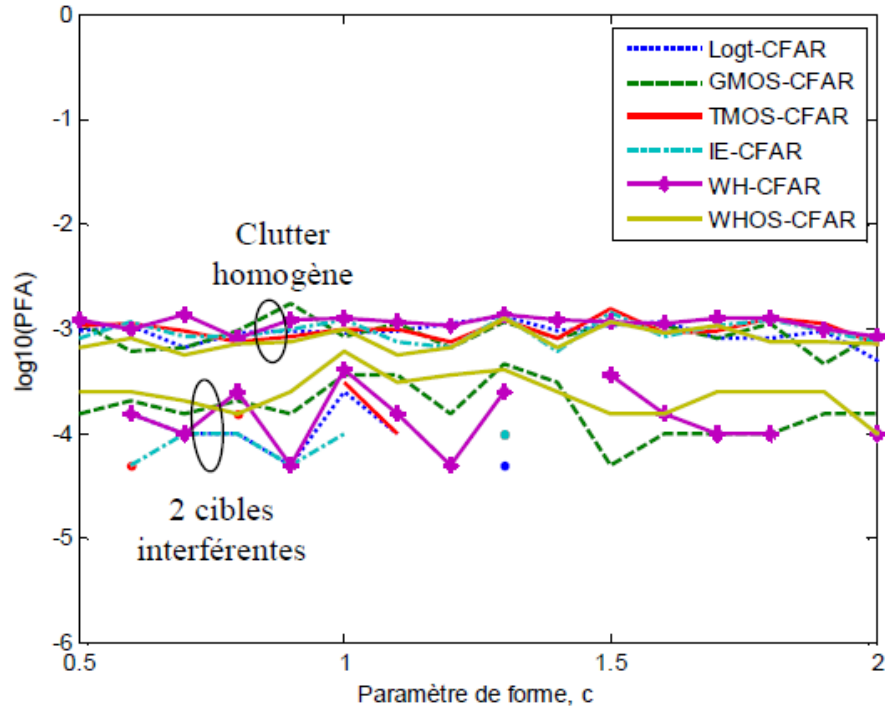 0
-1
-2
-3
-4
-5
-6
log10(PFA)
0.5
1
1.5
2
Paramètre de forme, c
Logt-CFAR
GMOS-CFAR
TMOS-CFAR
IE-CFAR
WH-CFAR
WHOS-CFAR
Clutter
homogène
2 cibles
interférentes